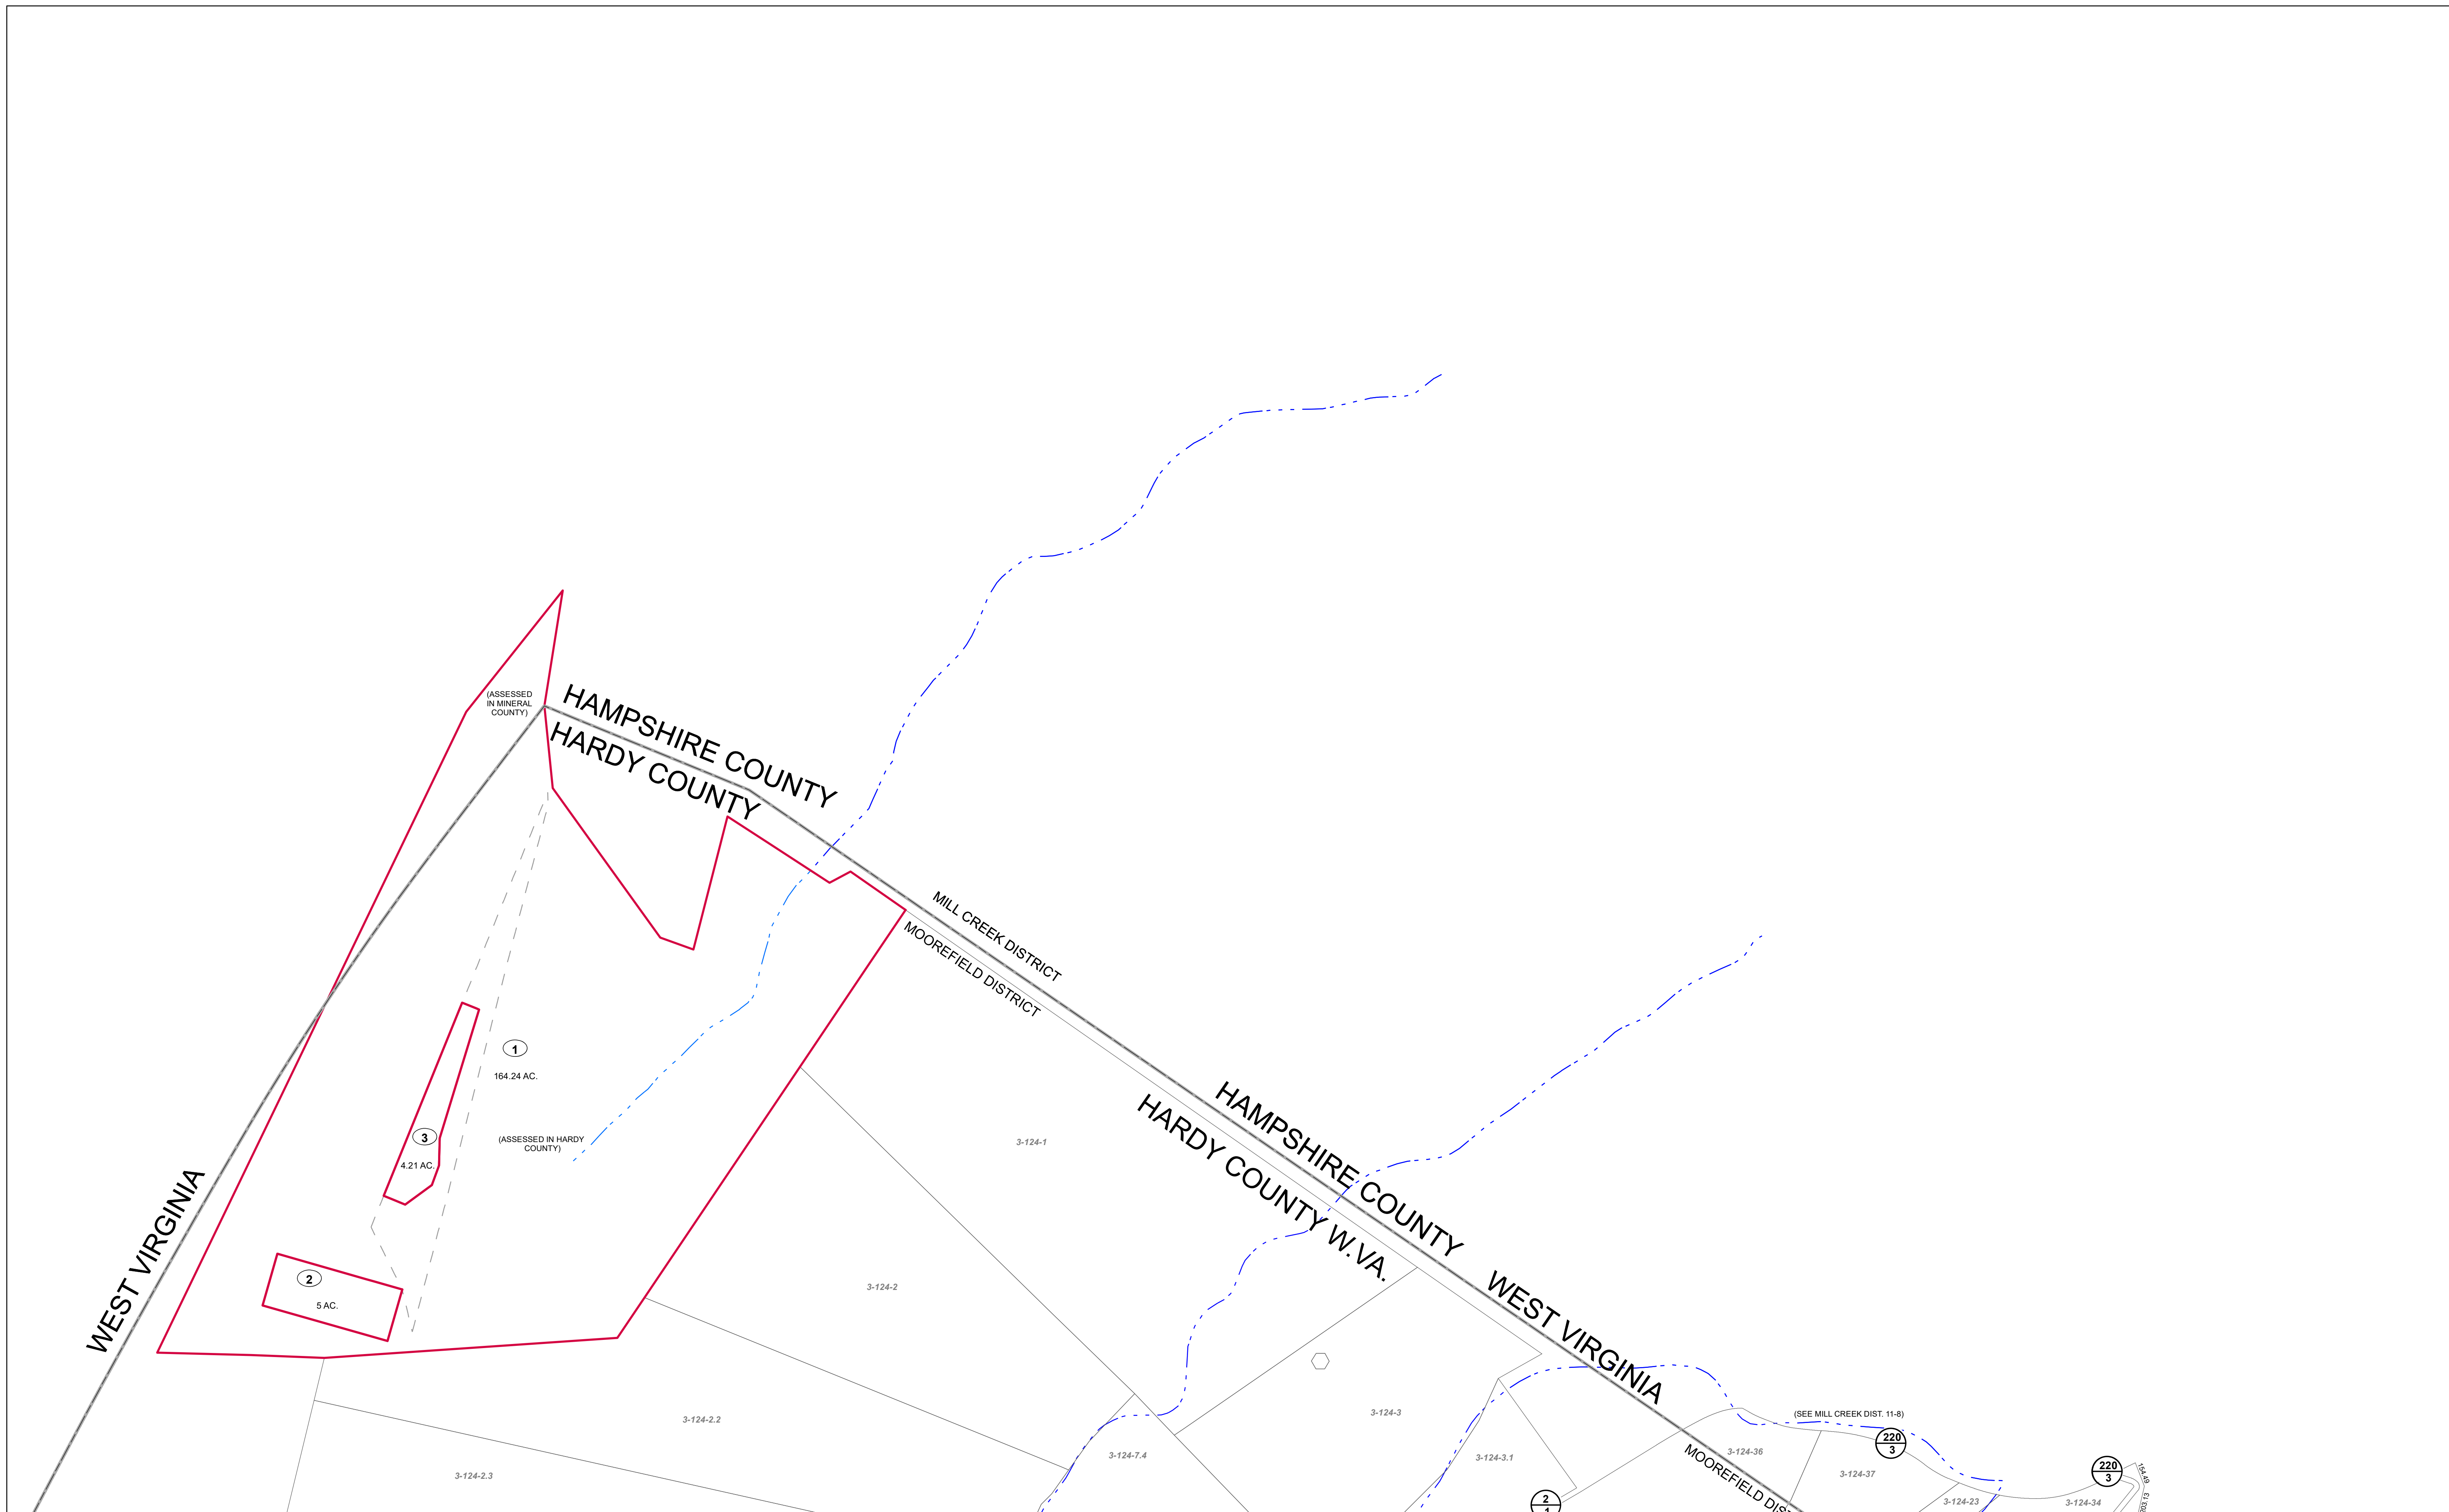 (ASSESSED
IN MINERAL
COUNTY)
HAMPSHIRE COUNTY
HARDY COUNTY
MILL CREEK DISTRICT
MOOREFIELD DISTRICT
1
164.24 AC.
3
4.21 AC.
(ASSESSED IN HARDY
COUNTY)
2
5 AC.
WEST VIRGINIA
3-124-1
HAMPSHIRE COUNTY
HARDY COUNTY W.VA.
WEST VIRGINIA
3-124-2
3-124-2.2
3-124-2.3
3-124-7.4
3-124-3
3-124-3.1
(SEE MILL CREEK DIST. 11-8)
220
3
3-124-36
MOOREFIELD
3-124-37
220
3
154.49
2
1
3-124-23
3-124-34